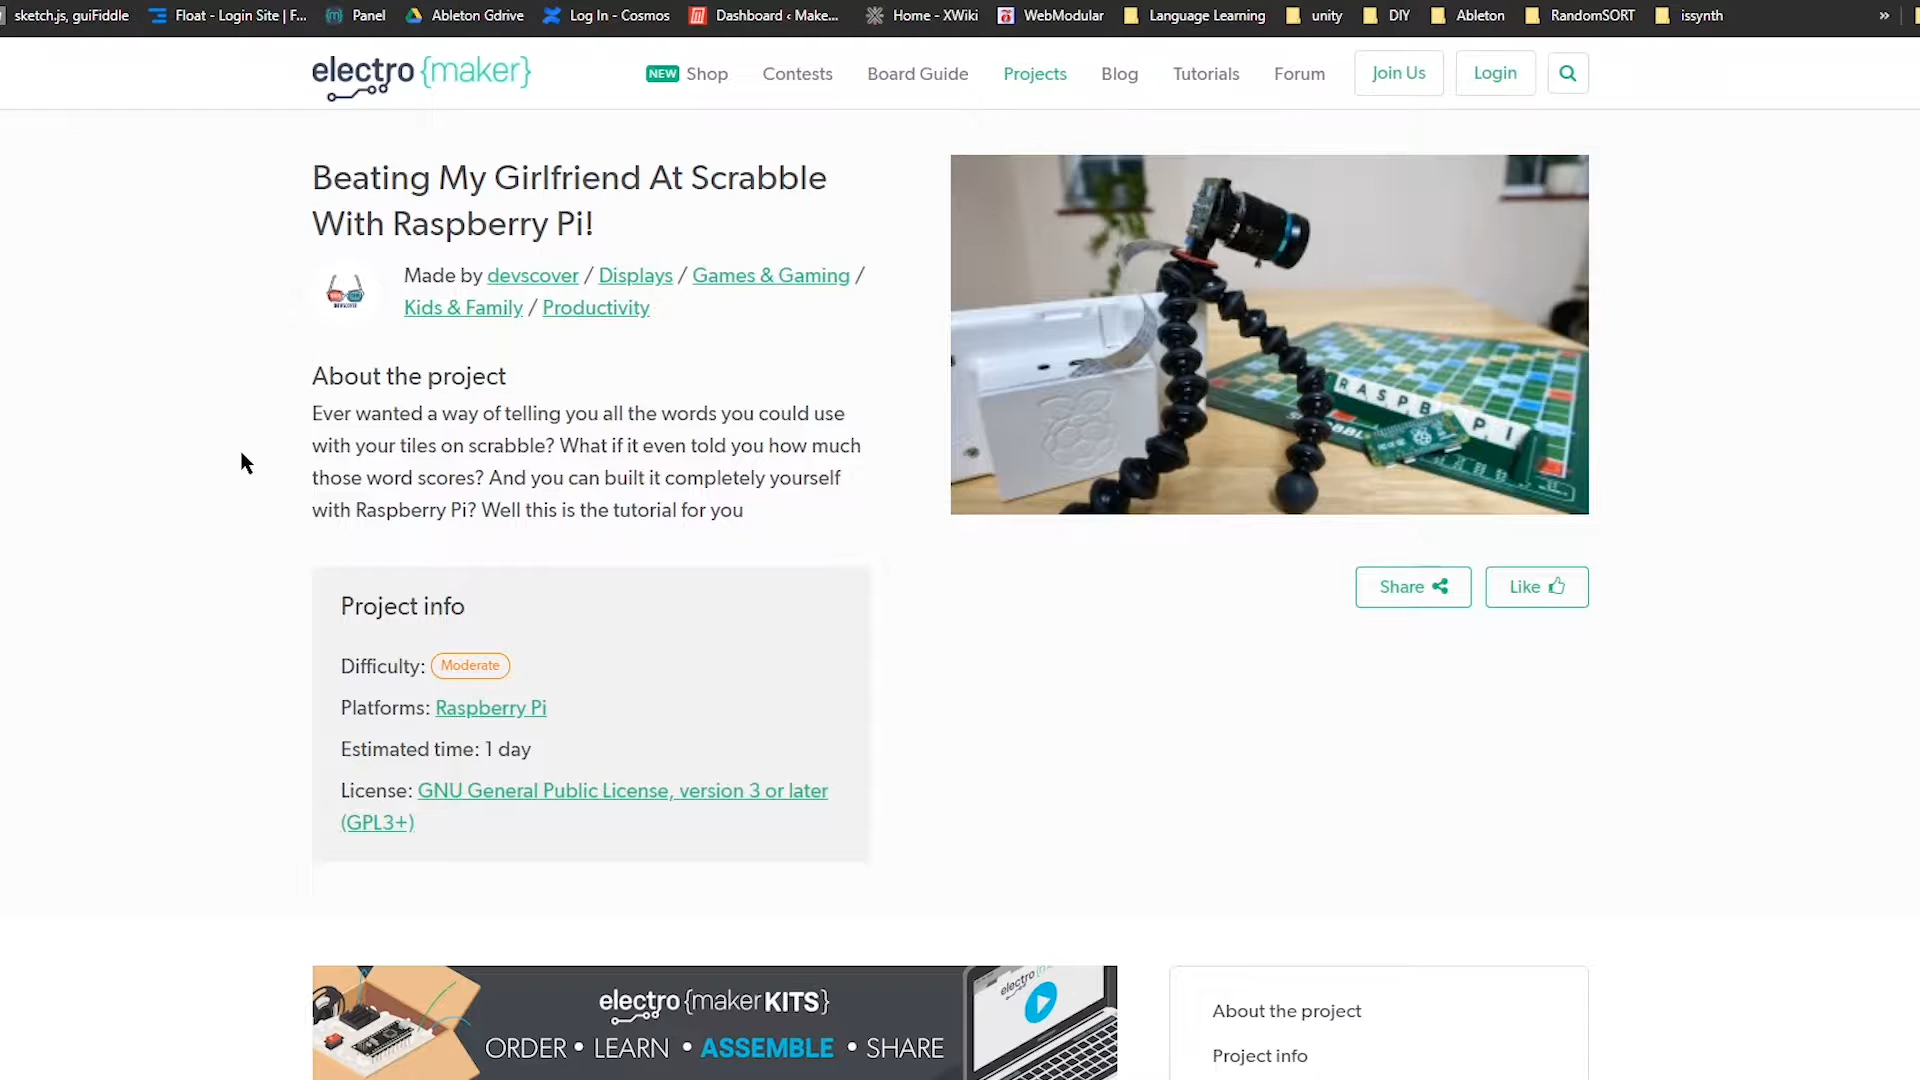 sketch.js, guiFiddle
Float - Login Site | F...
Panel
Ableton Gdrive
Log In - Cosmos
Dashboard ‹ Make...
Home - XWiki
WebModular
Language Learning
unity
DIY
Ableton
RandomSORT
issynth
»
electro {maker}
NEW Shop
Contests
Board Guide
Projects
Blog
Tutorials
Forum
Join Us
Login
Beating My Girlfriend At Scrabble
With Raspberry Pi!
Made by devscover / Displays / Games & Gaming /
Kids & Family / Productivity
About the project
Ever wanted a way of telling you all the words you could use
with your tiles on scrabble? What if it even told you how much
those word scores? And you can built it completely yourself
with Raspberry Pi? Well this is the tutorial for you
RASPB
PI
Share
Like
Project info
Difficulty: Moderate
Platforms: Raspberry Pi
Estimated time: 1 day
License: GNU General Public License, version 3 or later
(GPL3+)
electro {maker KITS}
ORDER • LEARN • ASSEMBLE • SHARE
About the project
Project info